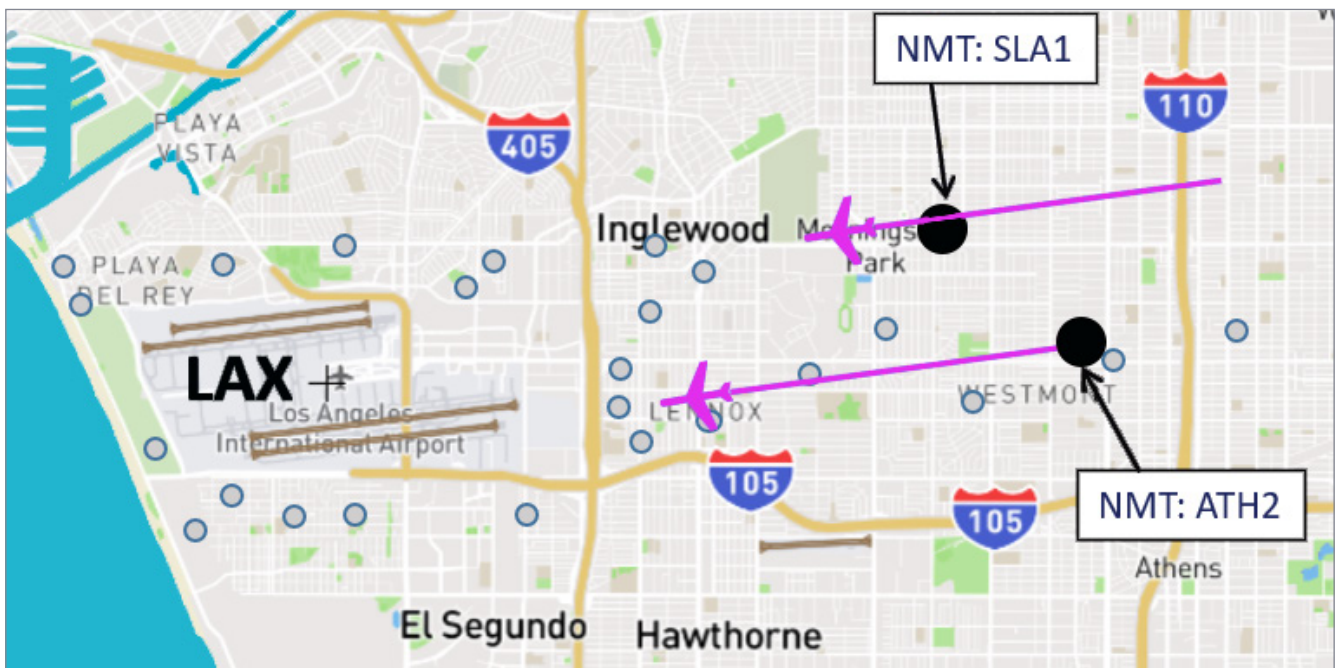 NMT: SLA1
110
PLAYA
VISTA
405
Inglewood
Park
PLAYA
DEL REY
LAX
Los Angeles
International Airport
LENNOX
WESTMONT
105
105
NMT: ATH2
Athens
El Segundo
Hawthorne